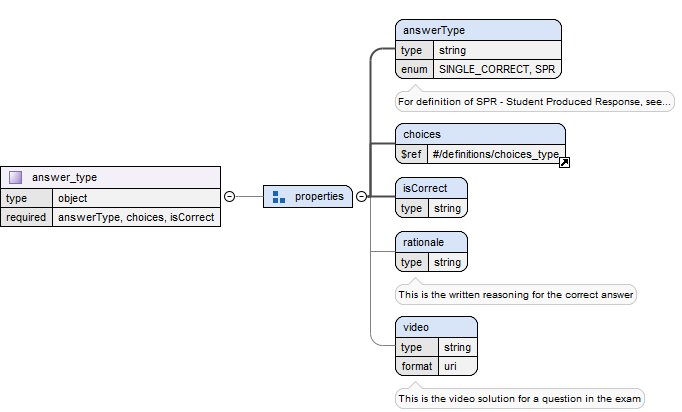 answerType
type string
enum SINGLE_CORRECT, SPR
For definition of SPR - Student Produced Response, see...
choices
$ref #/definitions/choices_type
answer_type
type object
required answerType, choices, isCorrect
properties
isCorrect
type string
rationale
type string
This is the written reasoning for the correct answer
video
type string
format uri
This is the video solution for a question in the exam